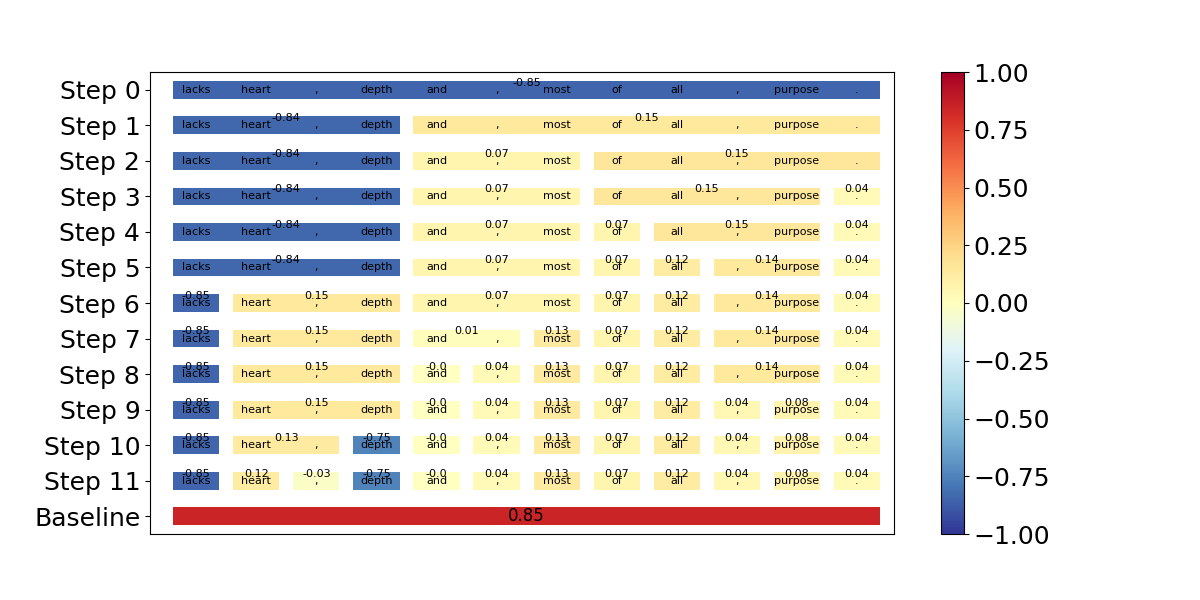 -0.85
Step 0 lacks heart , depth and , most of all , purpose .
-0.84 0.15
Step 1 lacks heart , depth and , most of all , purpose .
-0.84 0.07 0.15
Step 2 lacks heart , depth and , most of all , purpose .
-0.84 0.07 0.15 0.04
Step 3 lacks heart , depth and , most of all , purpose .
-0.84 0.07 0.07 0.15 0.04
Step 4 lacks heart , depth and , most of all , purpose .
-0.84 0.07 0.07 0.12 0.14 0.04
Step 5 lacks heart , depth and , most of all , purpose .
-0.85 0.15 0.07 0.07 0.12 0.14 0.04
Step 6 lacks heart , depth and , most of all , purpose .
-0.85 0.15 0.01 0.13 0.07 0.12 0.14 0.04
Step 7 lacks heart , depth and , most of all , purpose .
-0.85 0.15 -0.0 0.04 0.13 0.07 0.12 0.14 0.04
Step 8 lacks heart , depth and , most of all , purpose .
-0.85 0.15 -0.0 0.04 0.13 0.07 0.12 0.04 0.08 0.04
Step 9 lacks heart , depth and , most of all , purpose .
-0.85 0.13 -0.75 -0.0 0.04 0.13 0.07 0.12 0.04 0.08 0.04
Step 10 lacks heart , depth and , most of all , purpose .
-0.85 0.12 -0.03 -0.75 -0.0 0.04 0.13 0.07 0.12 0.04 0.08 0.04
Step 11 lacks heart , depth and , most of all , purpose .
Baseline 0.85
1.00
0.75
0.50
0.25
0.00
−0.25
−0.50
−0.75
−1.00